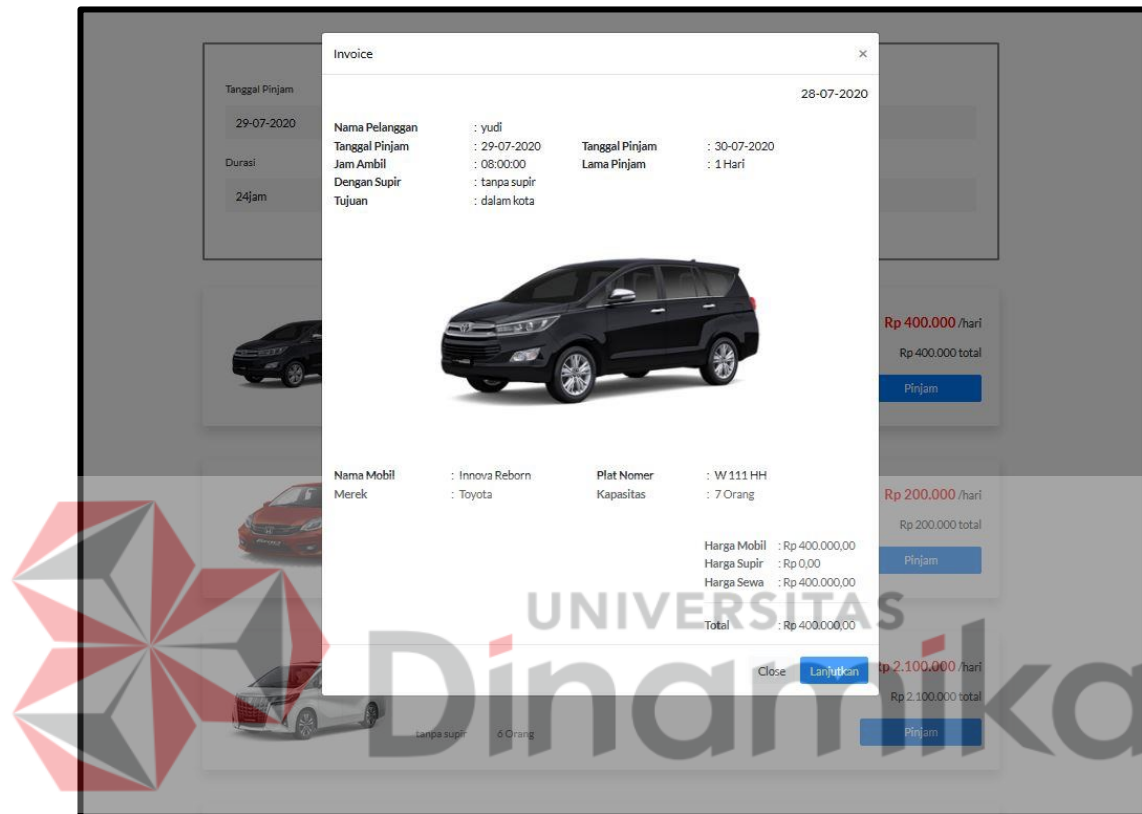 Invoice ×
28-07-2020
Nama Pelanggan : yudi
Tanggal Pinjam : 29-07-2020 Tanggal Pinjam : 30-07-2020
Jam Ambil : 08:00:00 Lama Pinjam : 1 Hari
Dengan Supir : tanpa supir
Tujuan : dalam kota
Nama Mobil : Innova Reborn Plat Nomer : W 111 HH
Merek : Toyota Kapasitas : 7 Orang
Harga Mobil : Rp 400.000,00
Harga Supir : Rp 0,00
Harga Sewa : Rp 400.000,00
Total : Rp 400.000,00
Close Lanjutkan
Tanggal Pinjam
29-07-2020
Durasi
24jam
Rp 400.000 /hari
Rp 400.000 total
Pinjam
Rp 200.000 /hari
Rp 200.000 total
Pinjam
Rp 2.100.000 /hari
Rp 2.100.000 total
tanpa supir 6 Orang
Pinjam
UNIVERSITAS
Dinamika